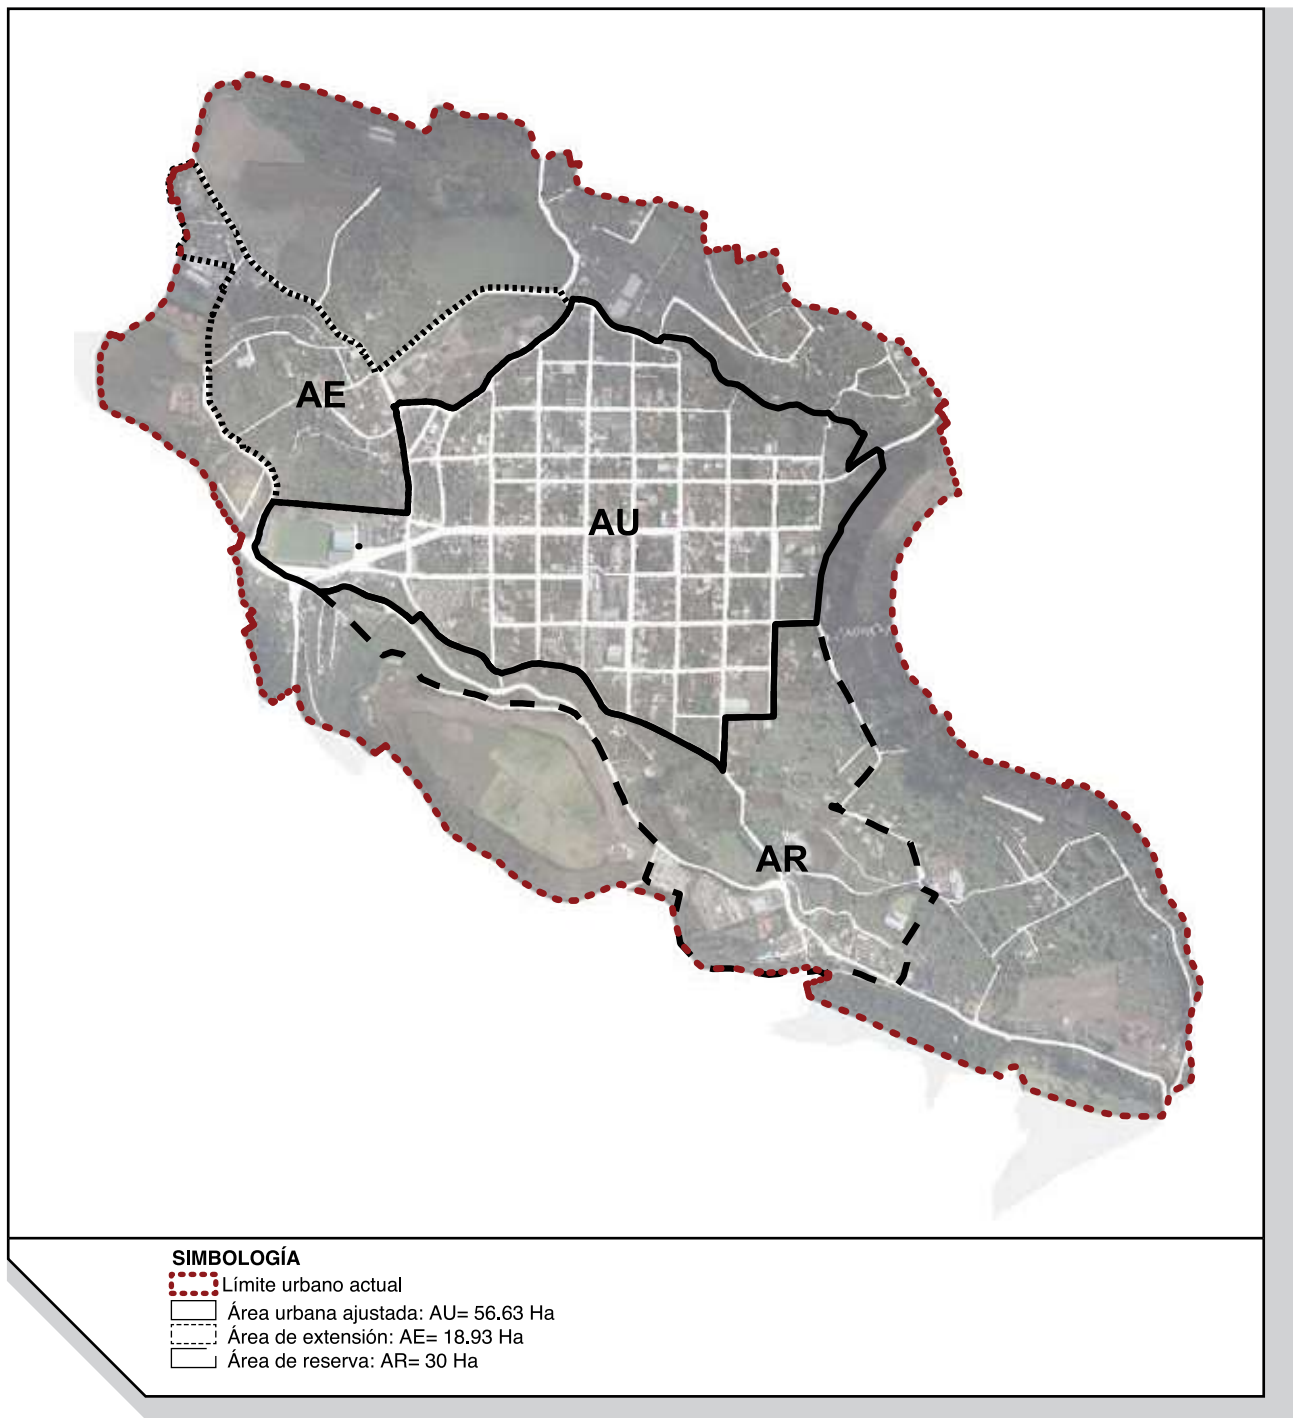 AE
AU
AR
SIMBOLOGÍA
Límite urbano actual
Área urbana ajustada: AU= 56.63 Ha
Área de extensión: AE= 18.93 Ha
Área de reserva: AR= 30 Ha